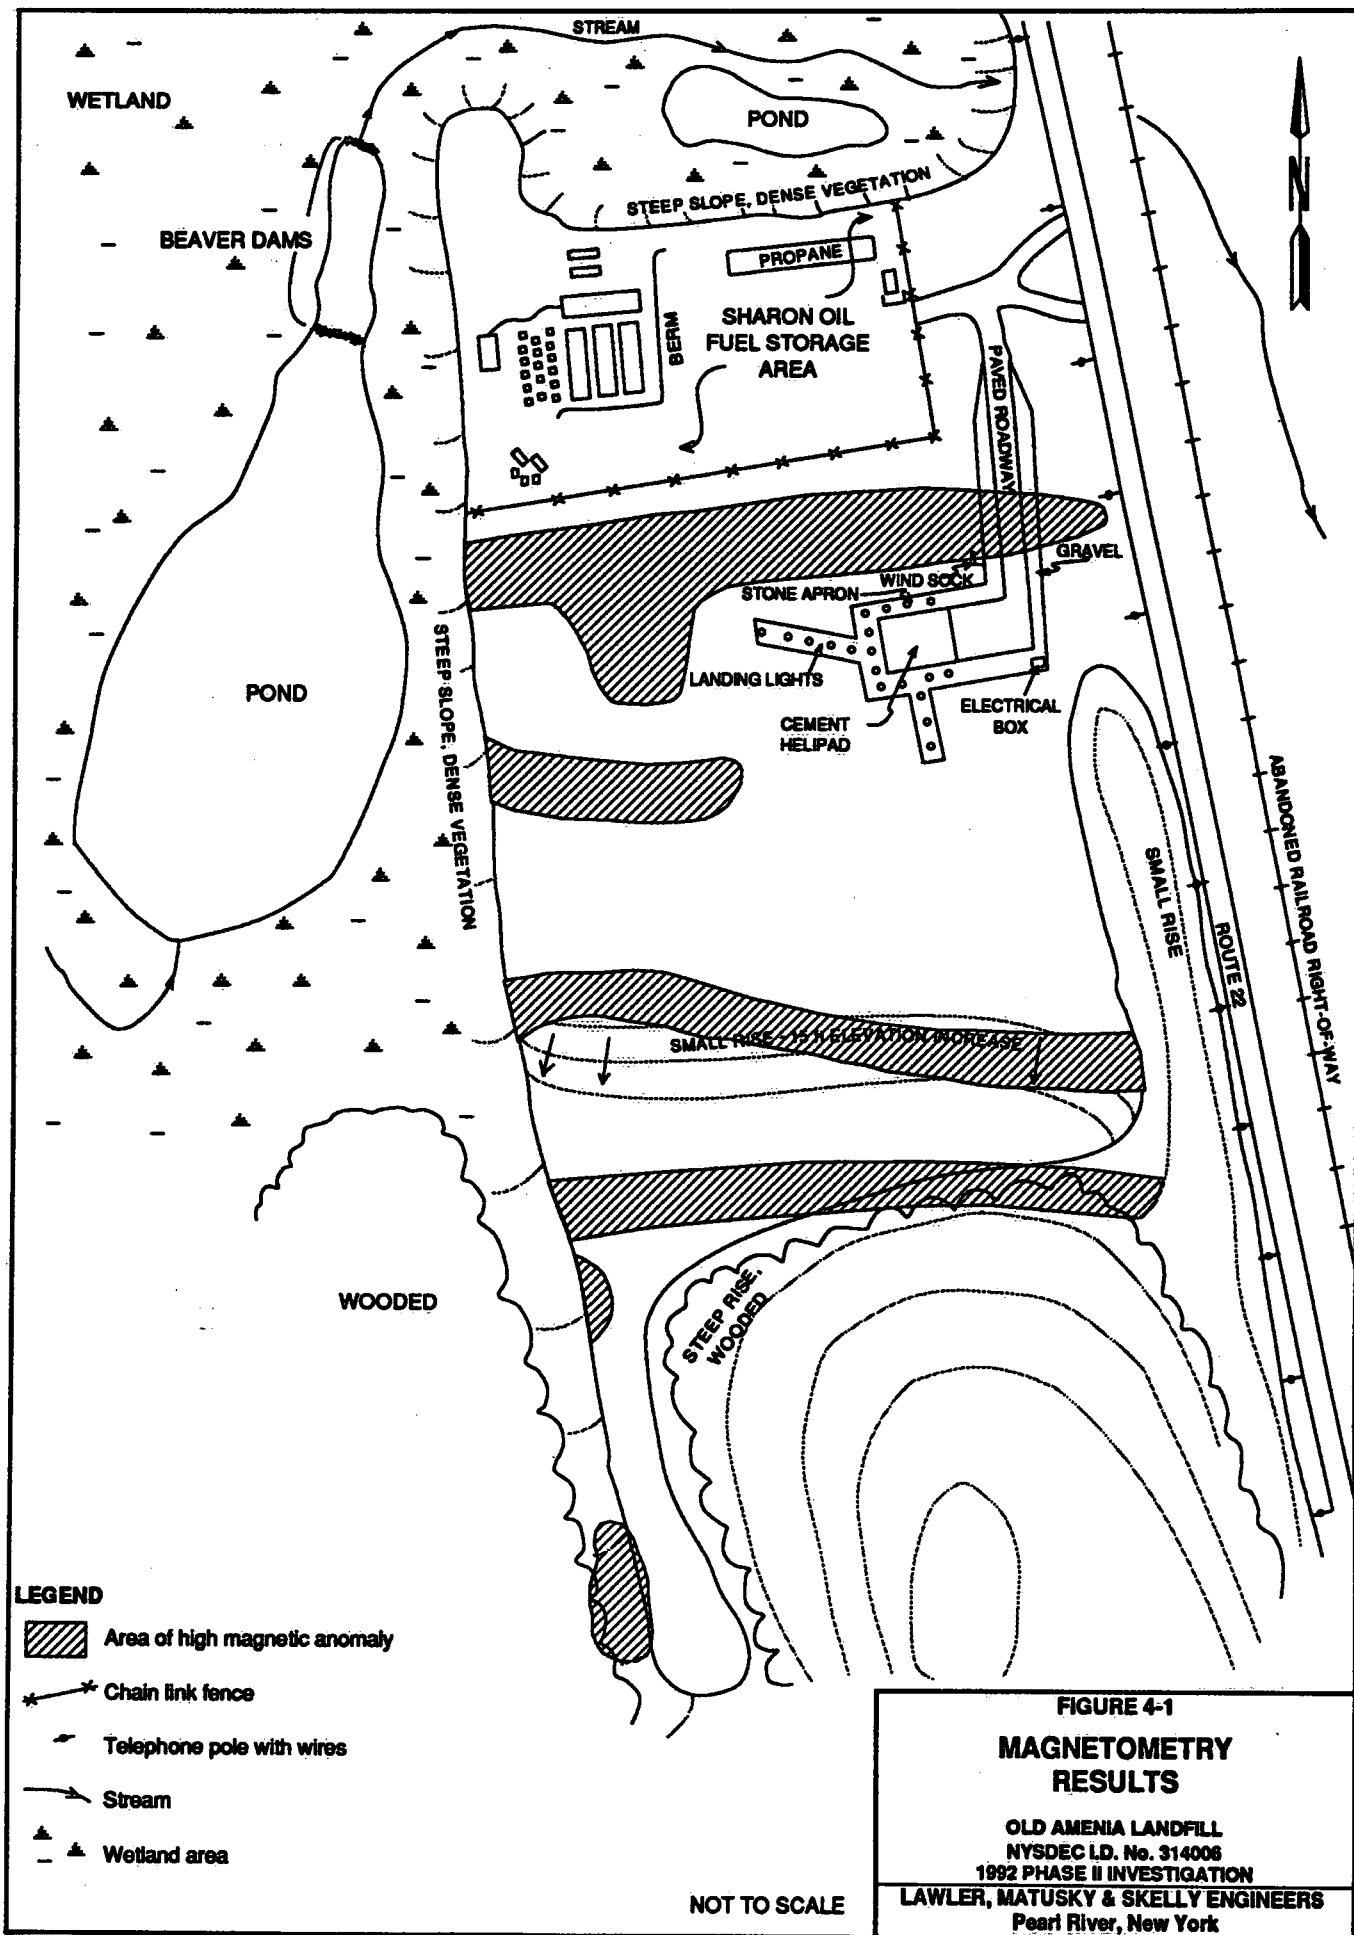 STREAM
WETLAND
POND
N
STEEP SLOPE, DENSE VEGETATION
BEAVER DAMS
PROPANE
SHARON OIL
FUEL STORAGE
AREA
BERM
PAVED ROADWAY
GRAVEL
WIND SOCK
STONE APRON
LANDING LIGHTS
CEMENT
HELIPAD
ELECTRICAL
BOX
STEEP SLOPE, DENSE VEGETATION
POND
SMALL RISE
ROUTE 22
ABANDONED RAILROAD RIGHT-OF-WAY
SMALL RISE - 15 ft ELEVATION INCREASE
WOODED
STEEP RISE,
WOODED
LEGEND
Area of high magnetic anomaly
Chain link fence
Telephone pole with wires
Stream
Wetland area
NOT TO SCALE
FIGURE 4-1
MAGNETOMETRY
RESULTS
OLD AMENIA LANDFILL
NYSDEC I.D. No. 314006
1992 PHASE II INVESTIGATION
LAWLER, MATUSKY & SKELLY ENGINEERS
Pearl River, New York